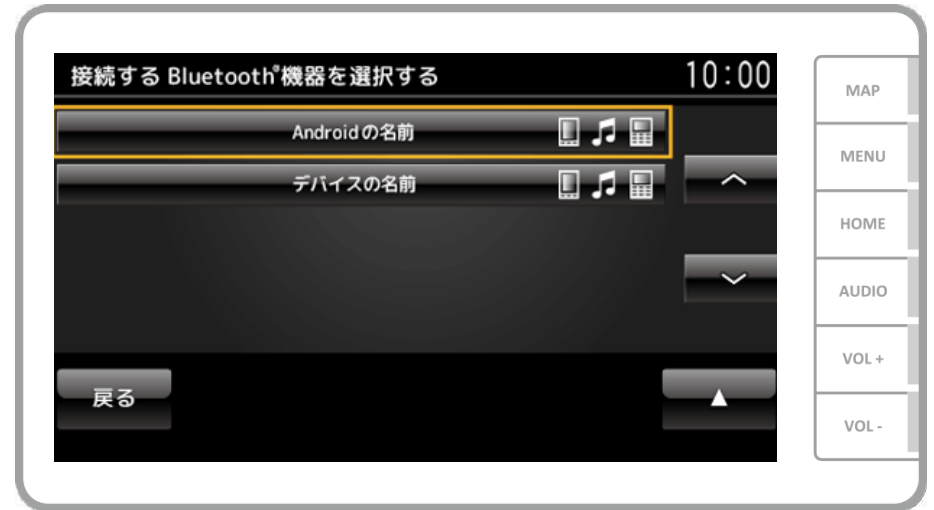 接続する Bluetooth®機器を選択する
10:00
Androidの名前
デバイスの名前
戻る
▲
MAP
MENU
HOME
AUDIO
VOL +
VOL -